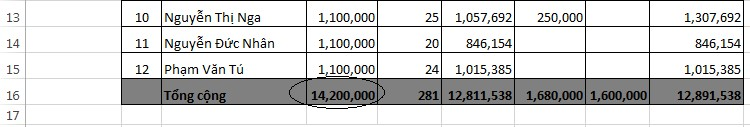 13 10 Nguyễn Thị Nga 1,100,000 25 1,057,692 250,000 1,307,692
14 11 Nguyễn Đức Nhân 1,100,000 20 846,154 846,154
15 12 Phạm Văn Tú 1,100,000 24 1,015,385 1,015,385
16 Tổng cộng 14,200,000 281 12,811,538 1,680,000 1,600,000 12,891,538
17